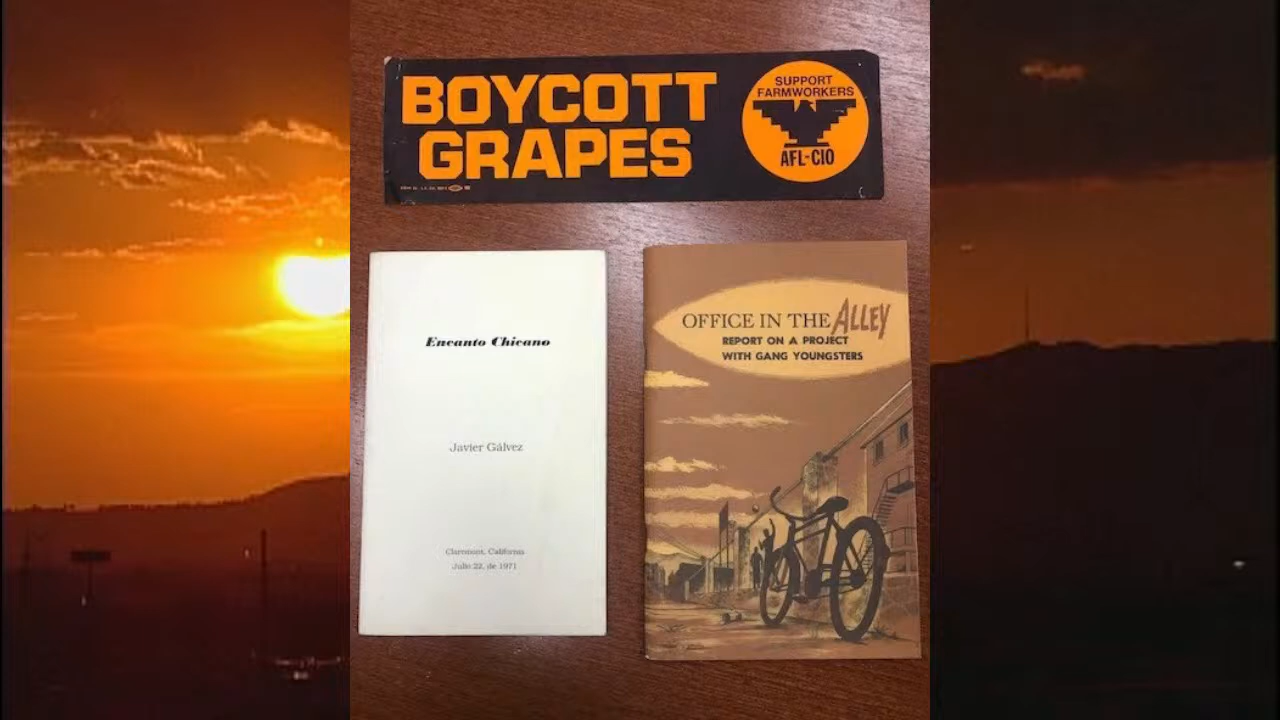 BOYCOTT
GRAPES
SUPPORT
FARMWORKERS
AFL-CIO
Encanto Chicano
Javier Gálvez
Claremont, California
Julio 22, de 1971
OFFICE IN THE ALLEY
REPORT ON A PROJECT
WITH GANG YOUNGSTERS